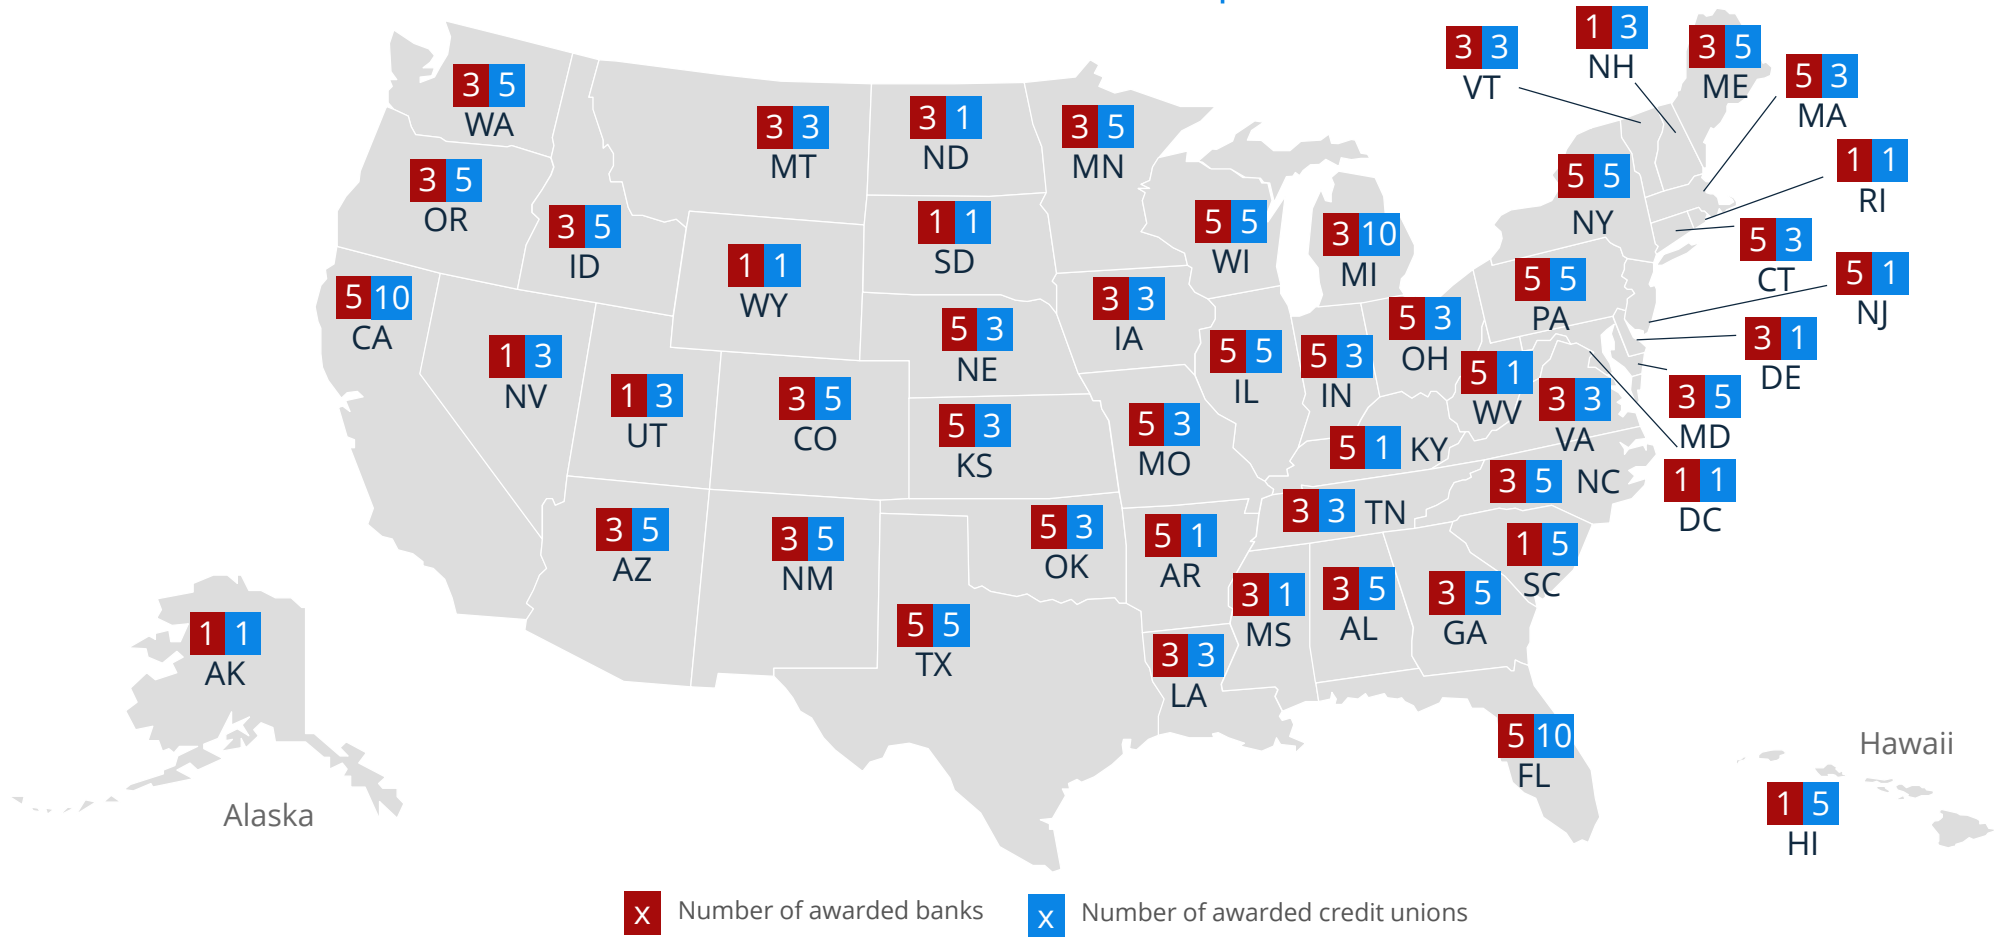 1 3
NH
3 3
VT
3 5
ME
5 3
MA
3 5
WA
3 3
MT
3 1
ND
3 5
MN
1 1
RI
3 5
OR
5 5
NY
3 5
ID
1 1
SD
5 5
WI
3 10
MI
5 3
CT
1 1
WY
5 10
CA
3 3
IA
5 5
PA
5 1
NJ
5 3
NE
5 3
OH
3 1
DE
1 3
NV
5 5
IL
5 3
IN
5 1
WV
1 3
UT
3 5
CO
3 3
VA
3 5
MD
5 3
KS
5 3
MO
5 1 KY
3 5 NC
1 1
DC
3 3 TN
3 5
AZ
3 5
NM
5 3
OK
5 1
AR
1 5
SC
3 1
MS
3 5
AL
3 5
GA
1 1
AK
5 5
TX
3 3
LA
5 10
FL
Hawaii
1 5
HI
Alaska
x Number of awarded banks
x Number of awarded credit unions